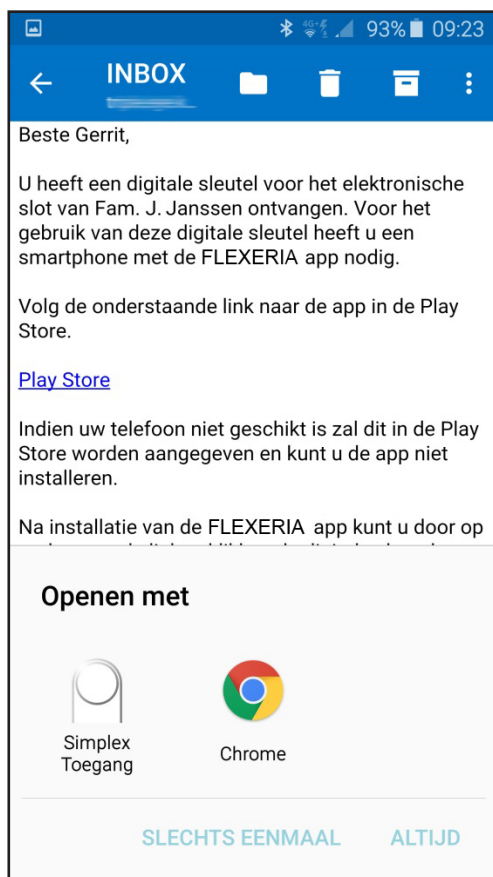 93% 09:23
INBOX
Beste Gerrit,
U heeft een digitale sleutel voor het elektronische
slot van Fam. J. Janssen ontvangen. Voor het
gebruik van deze digitale sleutel heeft u een
smartphone met de FLEXERIA app nodig.
Volg de onderstaande link naar de app in de Play
Store.
Play Store
Indien uw telefoon niet geschikt is zal dit in de Play
Store worden aangegeven en kunt u de app niet
installeren.
Na installatie van de FLEXERIA app kunt u door op
Openen met
Simplex
Toegang
Chrome
SLECHTS EENMAAL ALTIJD